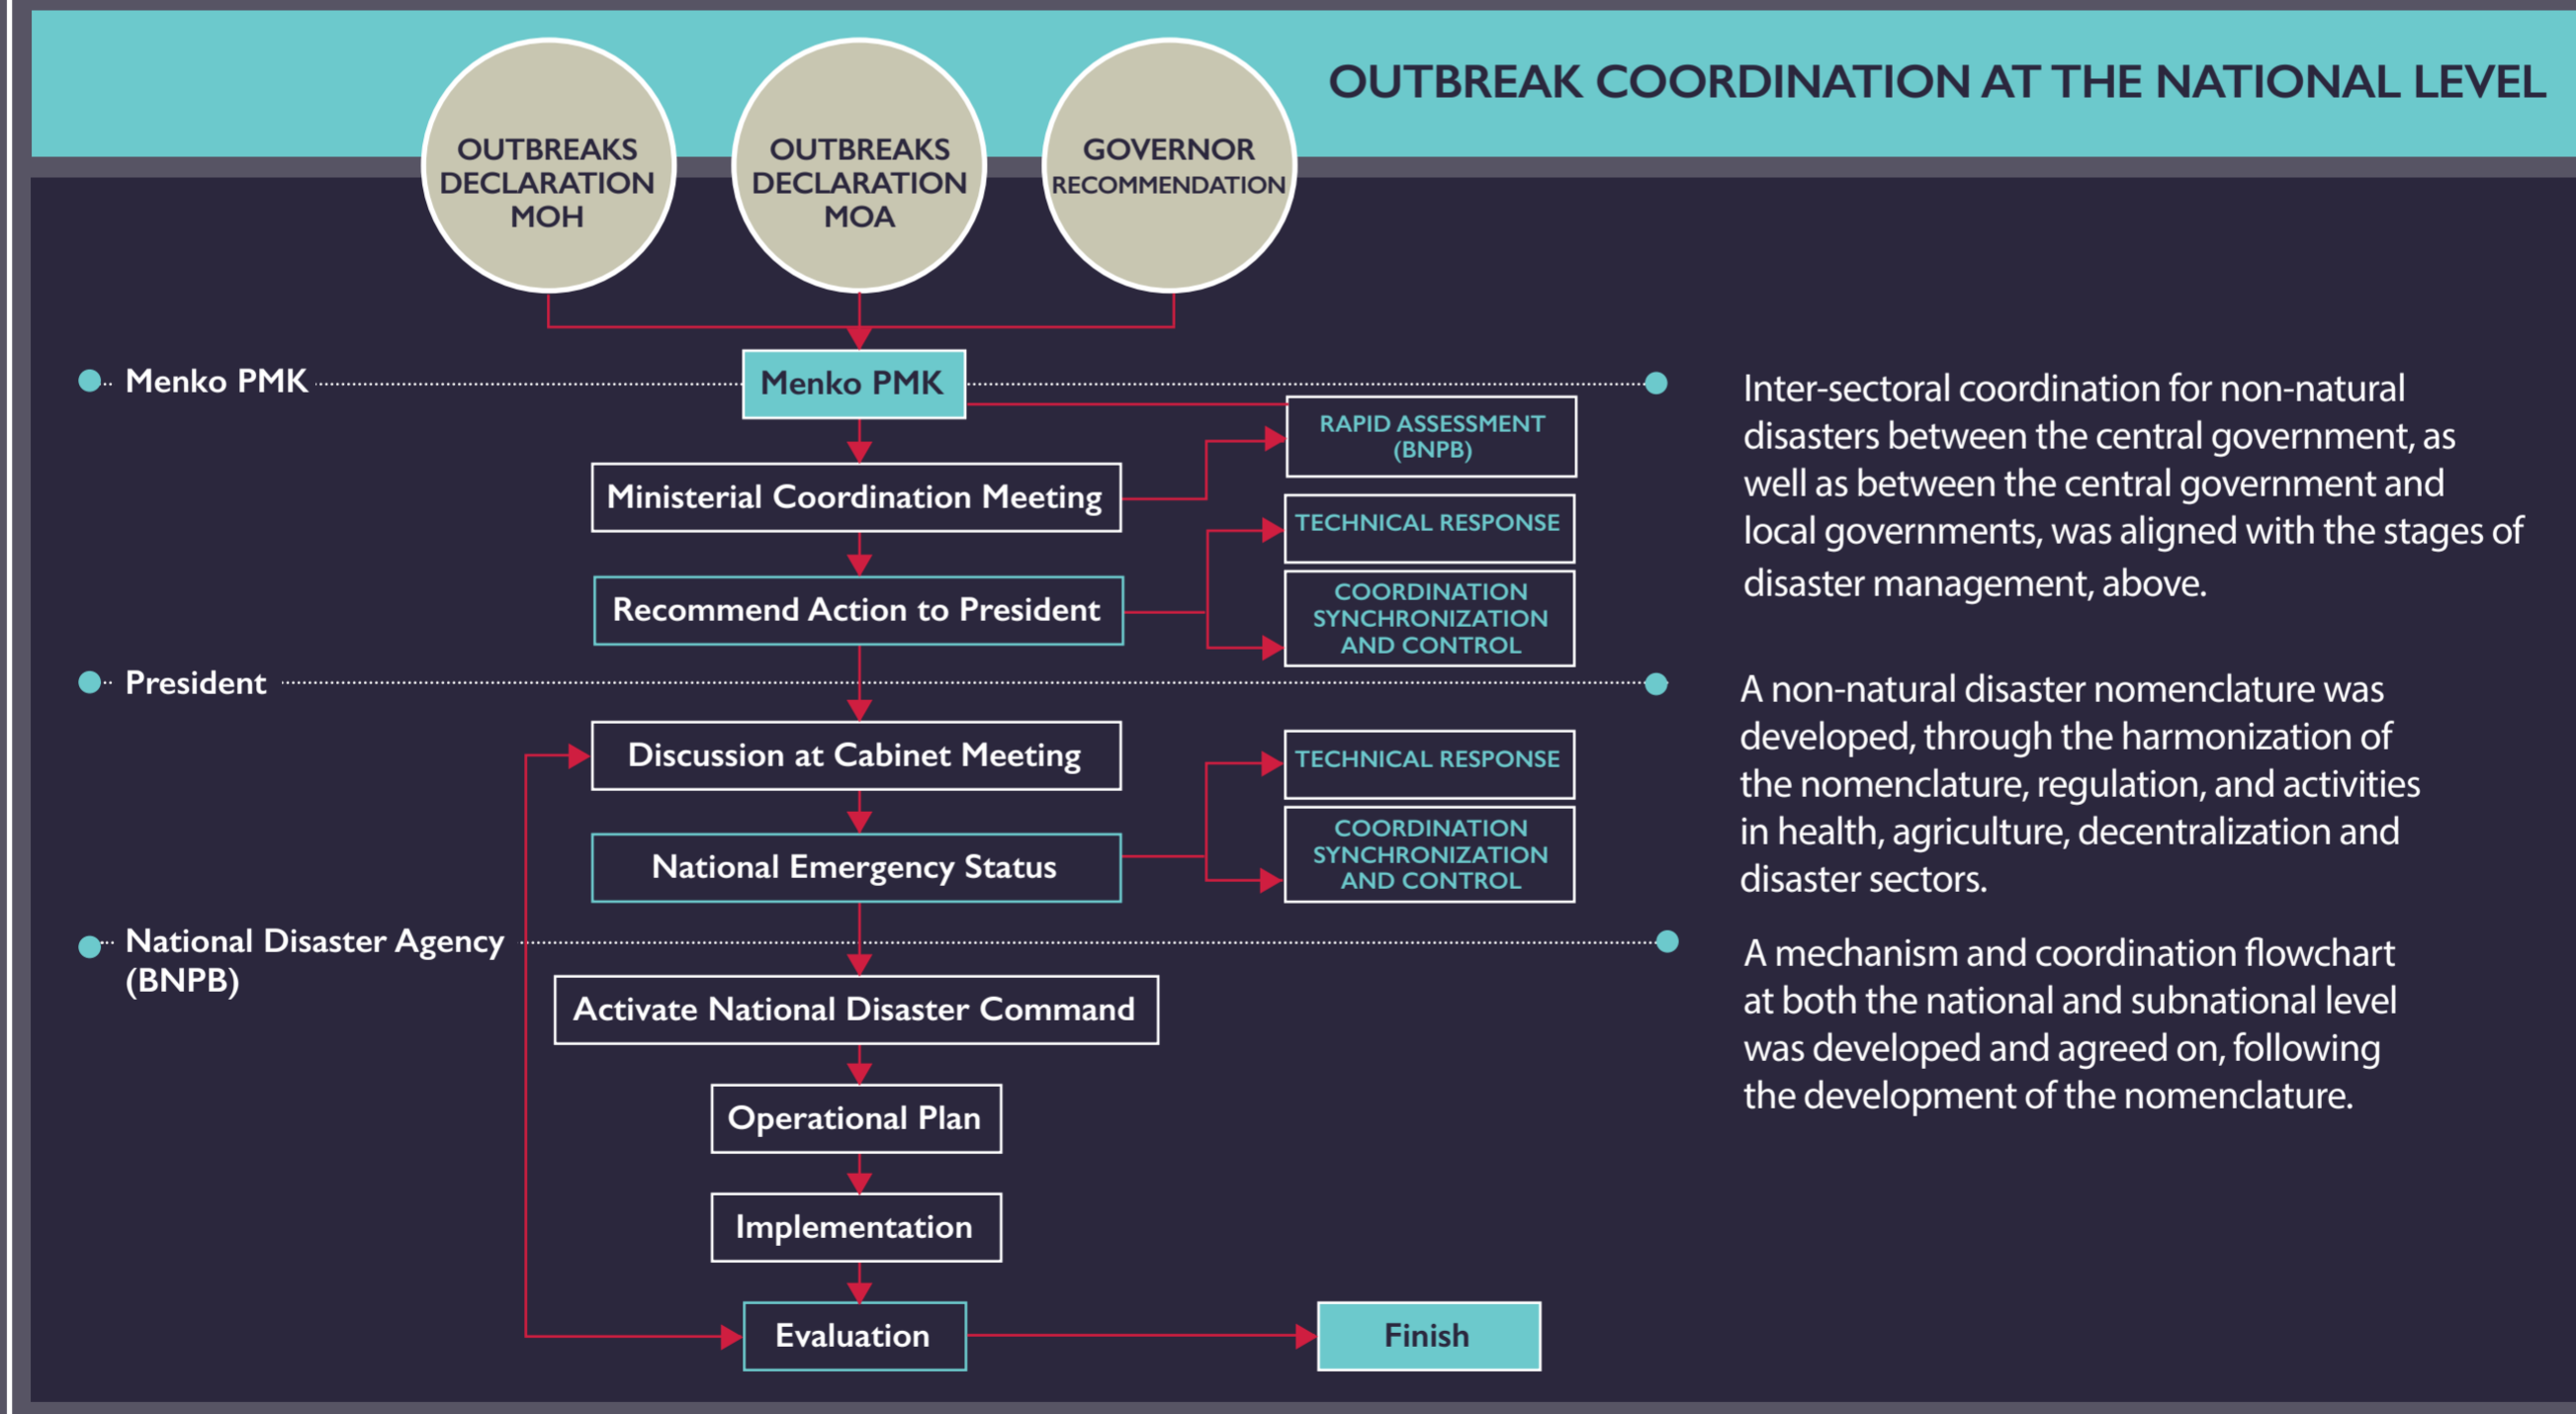 OUTBREAK COORDINATION AT THE NATIONAL LEVEL
OUTBREAKS
DECLARATION
MOH
OUTBREAKS
DECLARATION
MOA
GOVERNOR
RECOMMENDATION
Menko PMK
Menko PMK
RAPID ASSESSMENT
(BNPB)
Ministerial Coordination Meeting
TECHNICAL RESPONSE
Recommend Action to President
COORDINATION
SYNCHRONIZATION
AND CONTROL
Inter-sectoral coordination for non-natural
disasters between the central government, as
well as between the central government and
local governments, was aligned with the stages of
disaster management, above.
President
Discussion at Cabinet Meeting
TECHNICAL RESPONSE
National Emergency Status
COORDINATION
SYNCHRONIZATION
AND CONTROL
A non-natural disaster nomenclature was
developed, through the harmonization of
the nomenclature, regulation, and activities
in health, agriculture, decentralization and
disaster sectors.
National Disaster Agency
(BNPB)
Activate National Disaster Command
Operational Plan
Implementation
Evaluation
Finish
A mechanism and coordination flowchart
at both the national and subnational level
was developed and agreed on, following
the development of the nomenclature.